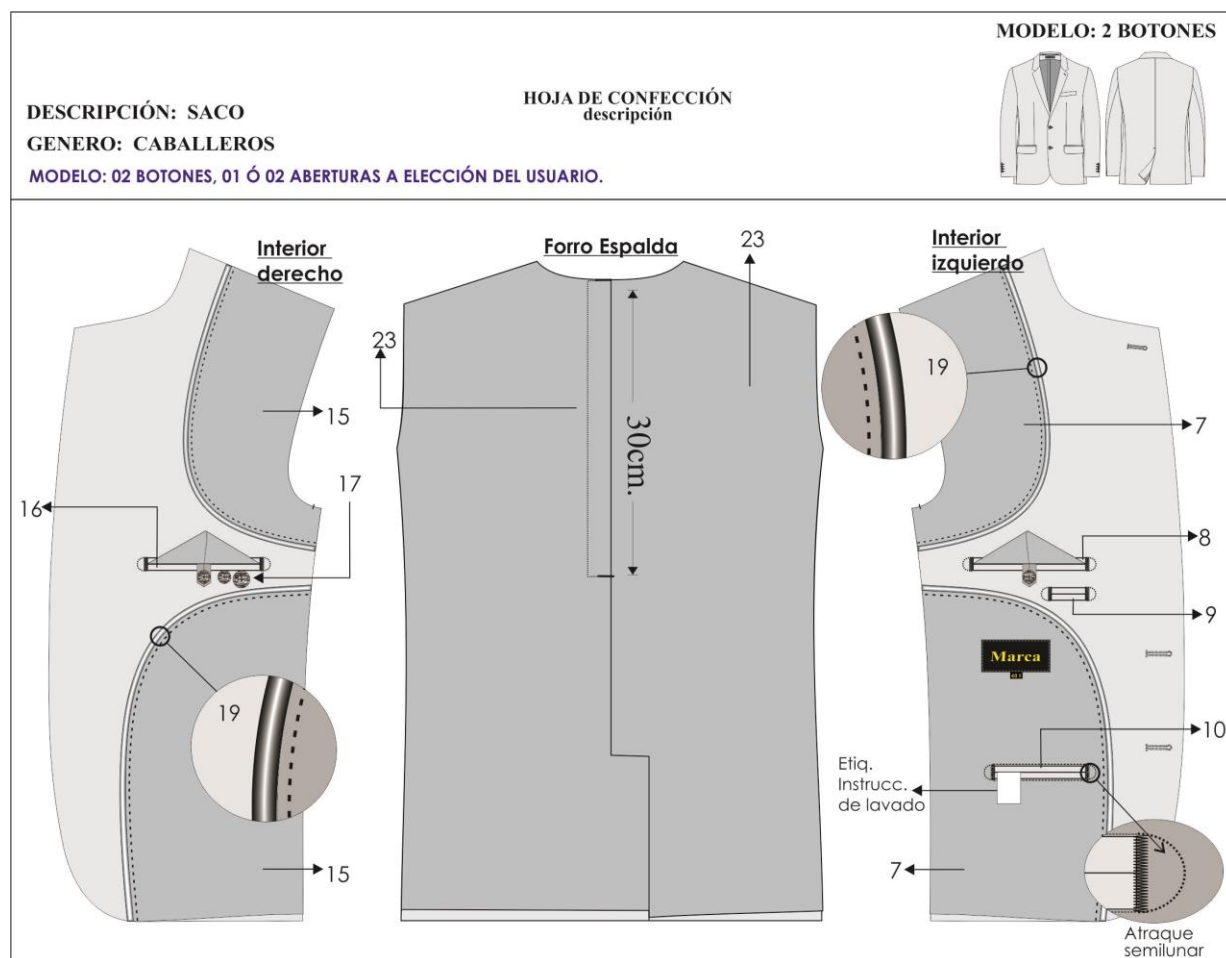 MODELO: 2 BOTONES
HOJA DE CONFECCIÓN
descripción
DESCRIPCIÓN: SACO
GENERO: CABALLEROS
MODELO: 02 BOTONES, 01 Ó 02 ABERTURAS A ELECCIÓN DEL USUARIO.
Interior
derecho
15
16
17
19
15
Forro Espalda
23
23
30cm.
Interior
izquierdo
19
7
8
9
Marca
10
Etiq.
Instrucc.
de lavado
7
Atraque
semilunar